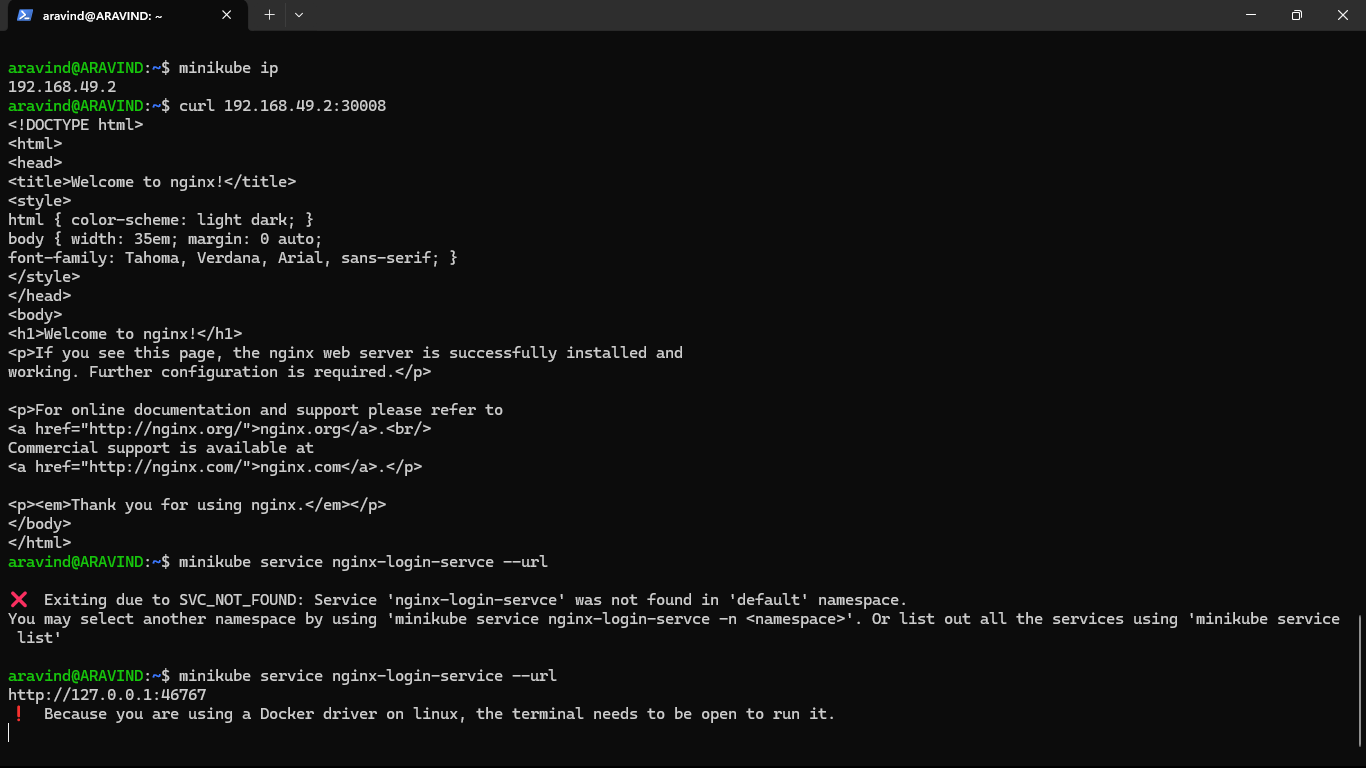 aravind@ARAVIND: ~
aravind@ARAVIND:~$ minikube ip
192.168.49.2
aravind@ARAVIND:~$ curl 192.168.49.2:30008
<!DOCTYPE html>
<html>
<head>
<title>Welcome to nginx!</title>
<style>
html { color-scheme: light dark; }
body { width: 35em; margin: 0 auto;
font-family: Tahoma, Verdana, Arial, sans-serif; }
</style>
</head>
<body>
<h1>Welcome to nginx!</h1>
<p>If you see this page, the nginx web server is successfully installed and
working. Further configuration is required.</p>

<p>For online documentation and support please refer to
<a href="http://nginx.org/">nginx.org</a>.<br/>
Commercial support is available at
<a href="http://nginx.com/">nginx.com</a>.</p>

<p><em>Thank you for using nginx.</em></p>
</body>
</html>
aravind@ARAVIND:~$ minikube service nginx-login-servce --url

❌  Exiting due to SVC_NOT_FOUND: Service 'nginx-login-servce' was not found in 'default' namespace.
You may select another namespace by using 'minikube service nginx-login-servce -n <namespace>'. Or list out all the services using 'minikube service
 list'

aravind@ARAVIND:~$ minikube service nginx-login-service --url
http://127.0.0.1:46767
❗  Because you are using a Docker driver on linux, the terminal needs to be open to run it.